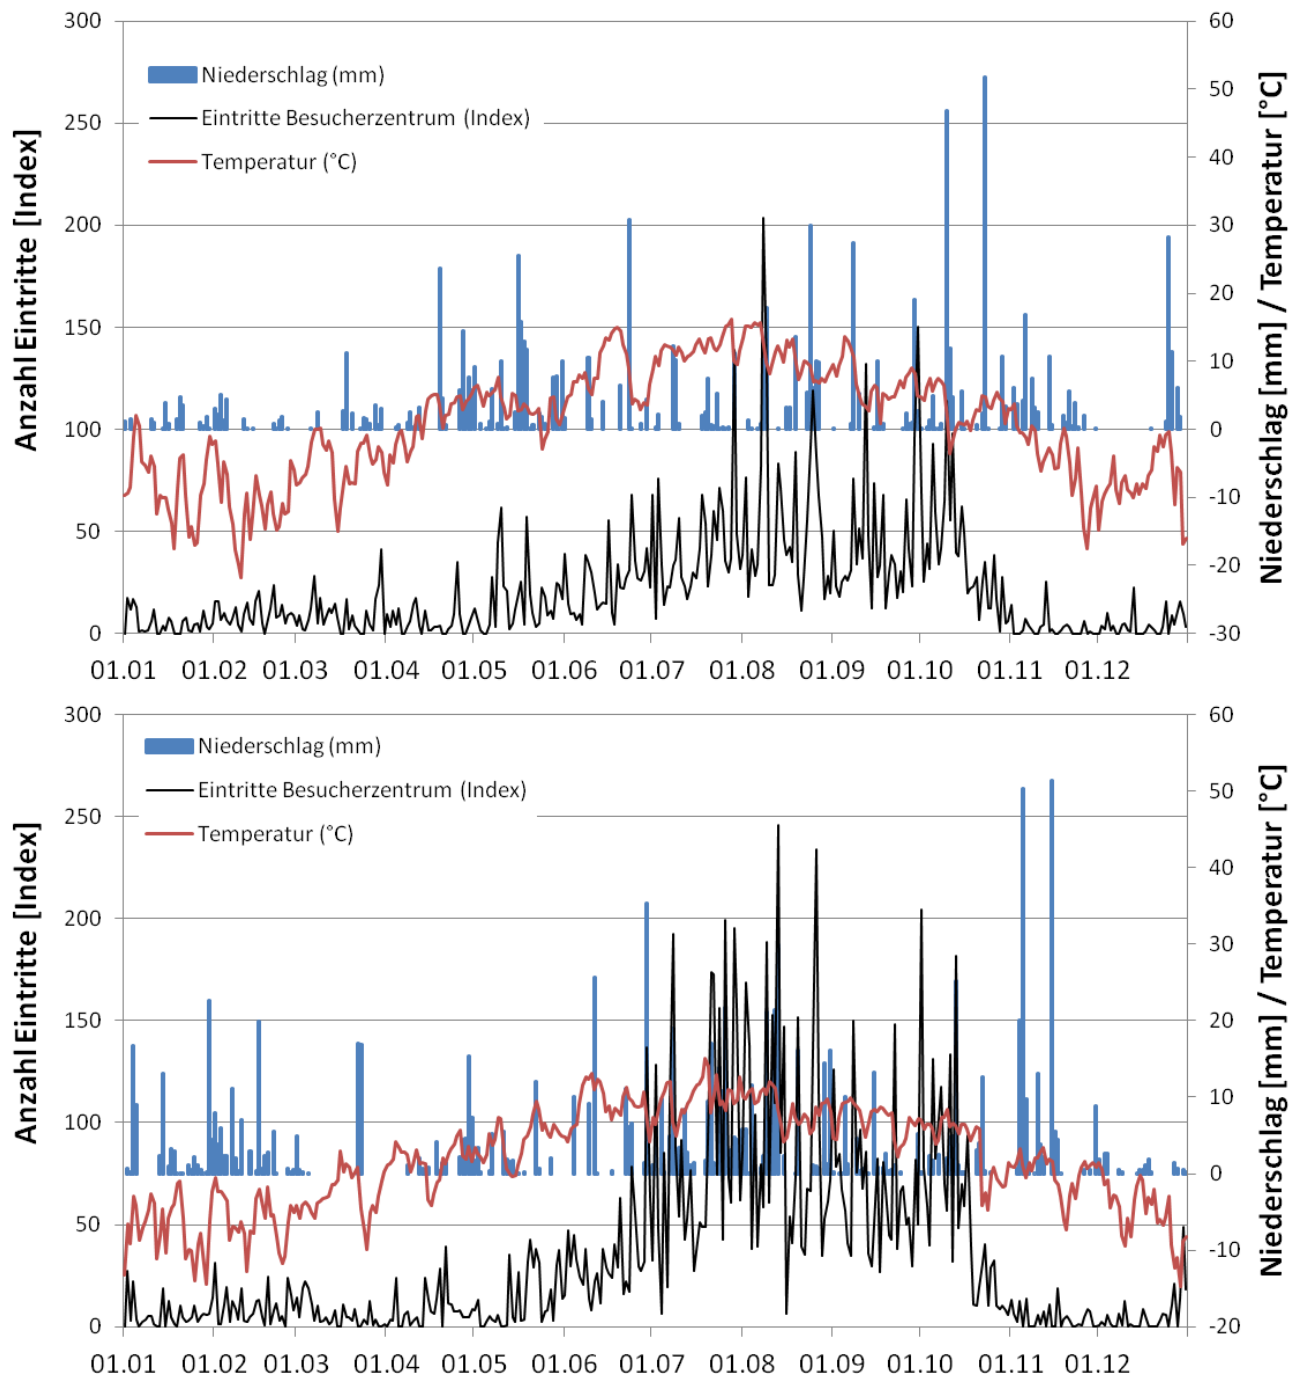 300
250
200
150
100
50
0
60
50
40
30
20
10
0
-10
-20
-30
Anzahl Eintritte [Index]
Niederschlag [mm] / Temperatur [°C]
Niederschlag (mm)
Eintritte Besucherzentrum (Index)
Temperatur (°C)
01.01 01.02 01.03 01.04 01.05 01.06 01.07 01.08 01.09 01.10 01.11 01.12
300
250
200
150
100
50
0
60
50
40
30
20
10
0
-10
-20
Anzahl Eintritte [Index]
Niederschlag [mm] / Temperatur [°C]
Niederschlag (mm)
Eintritte Besucherzentrum (Index)
Temperatur (°C)
01.01 01.02 01.03 01.04 01.05 01.06 01.07 01.08 01.09 01.10 01.11 01.12